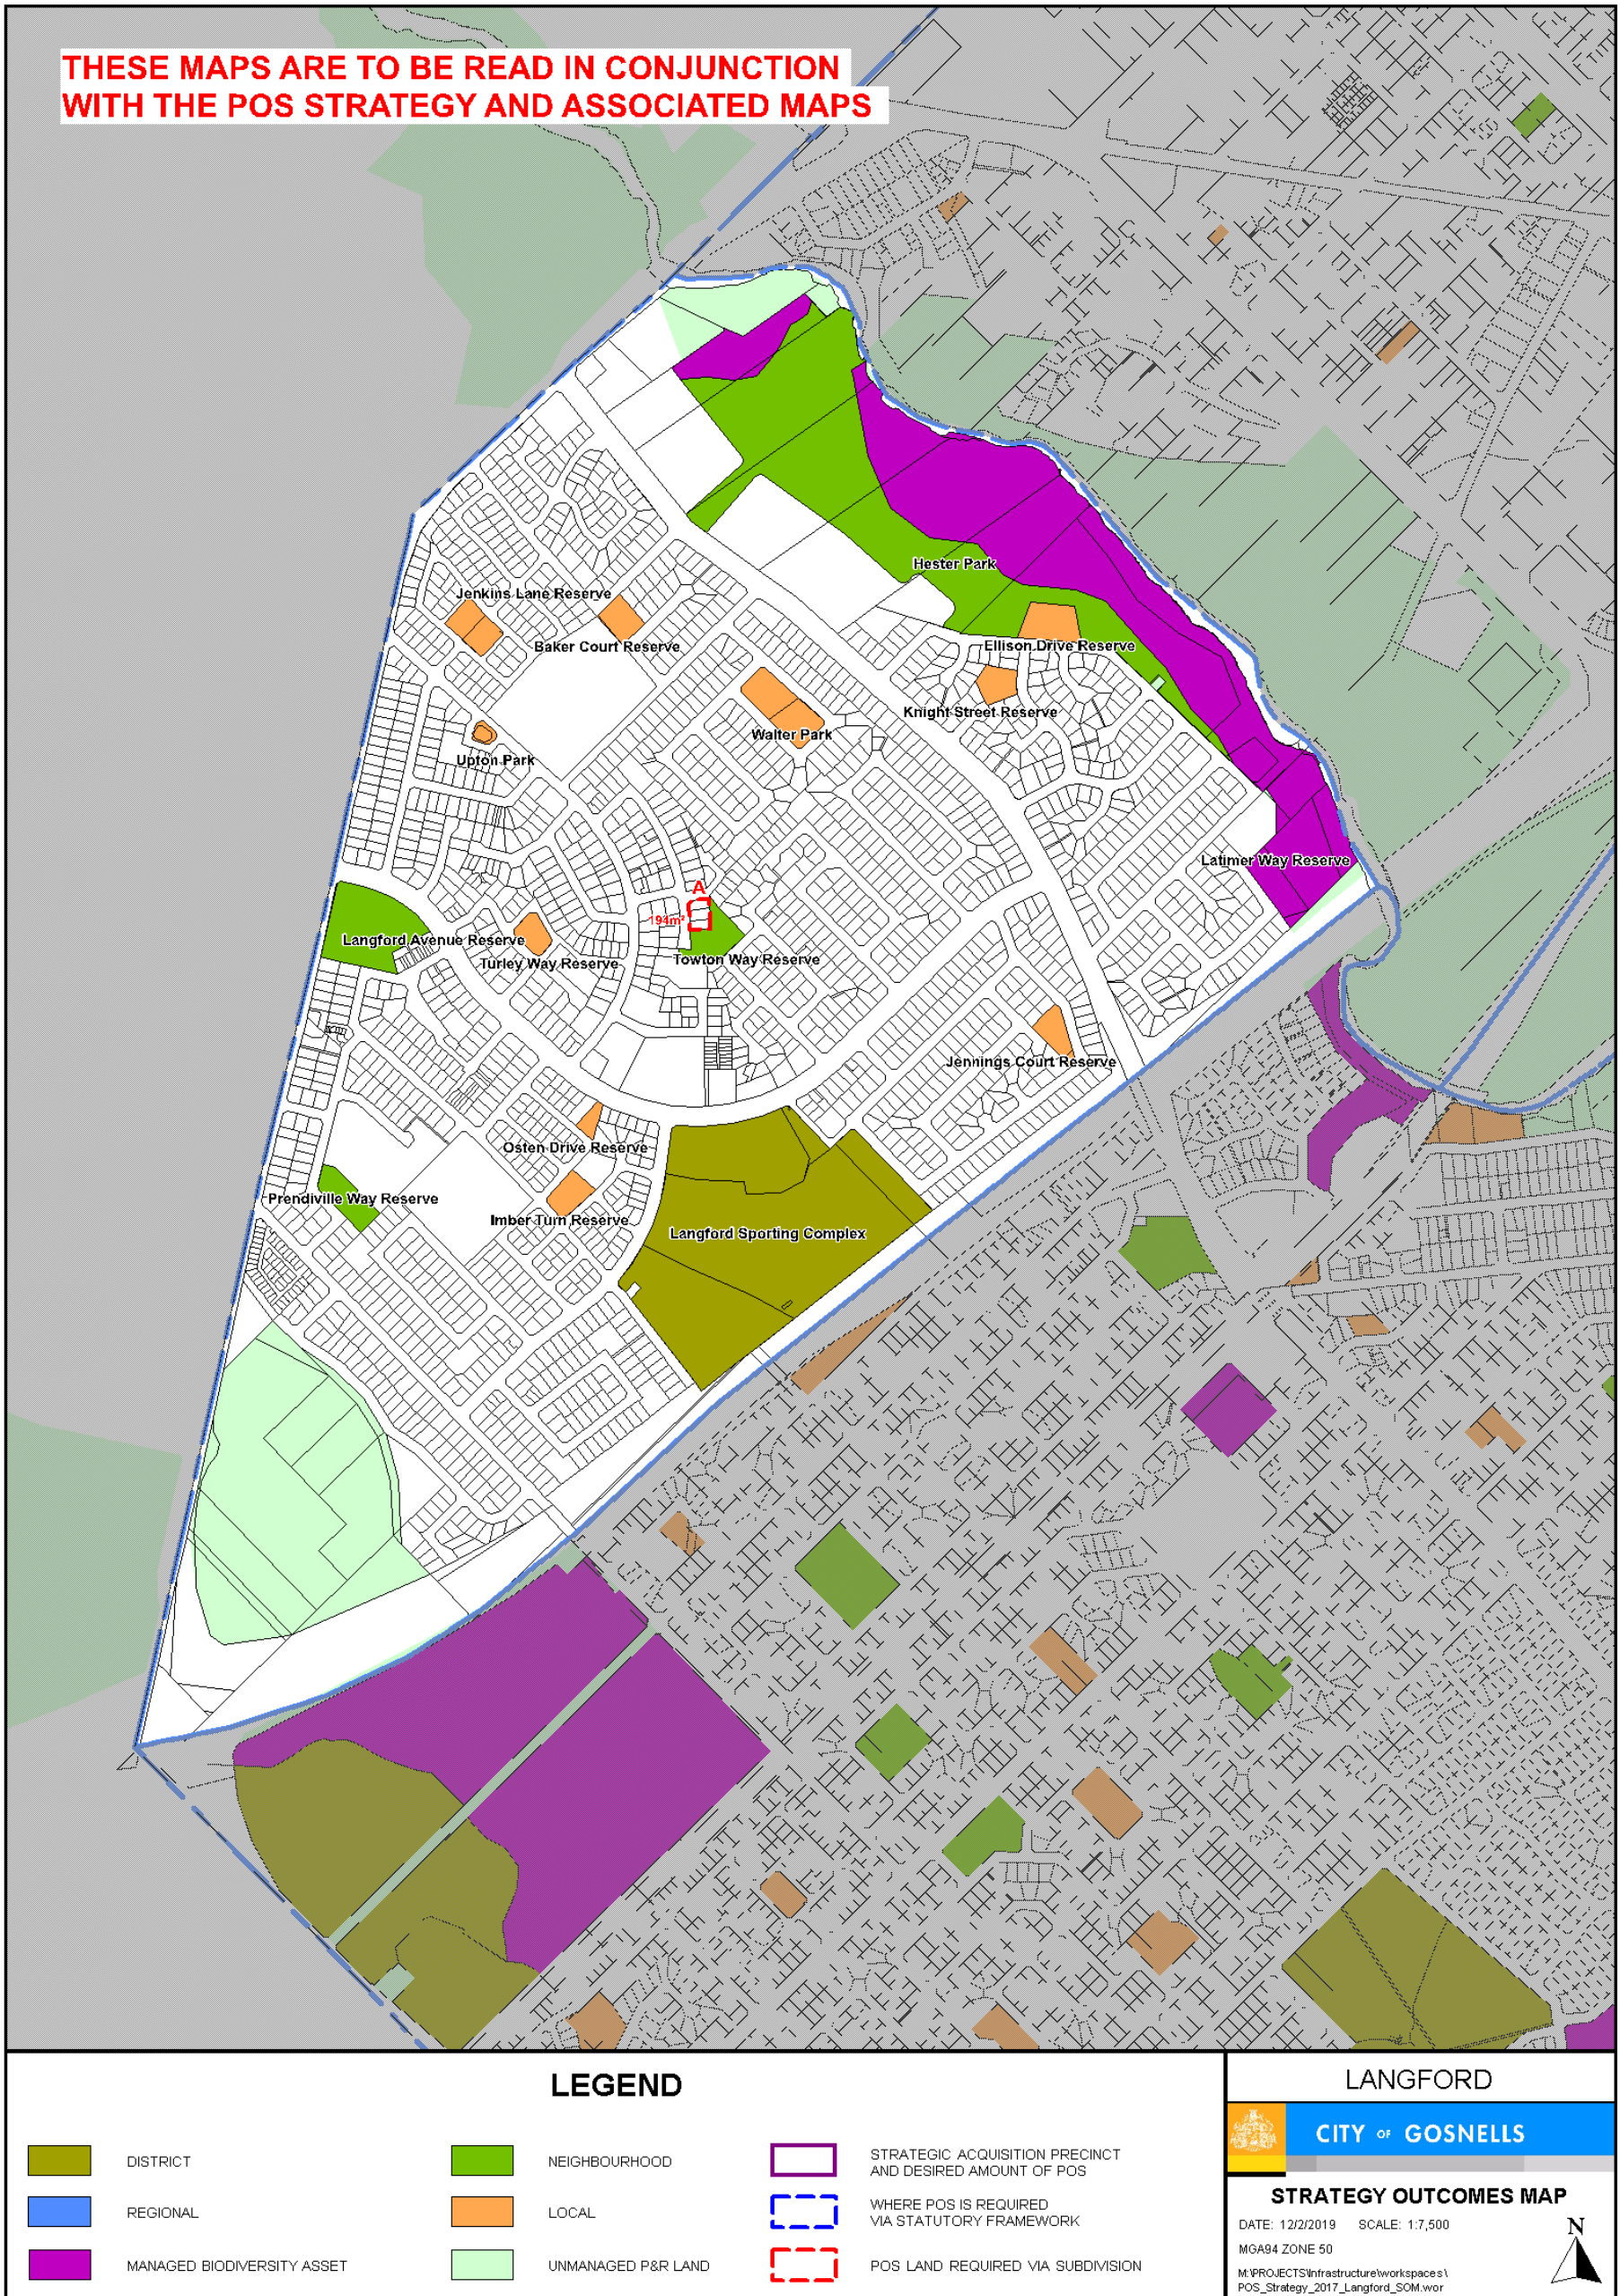 THESE MAPS ARE TO BE READ IN CONJUNCTION
WITH THE POS STRATEGY AND ASSOCIATED MAPS
Hester Park
Jenkins Lane Reserve
Baker Court Reserve
Ellison Drive Reserve
Knight Street Reserve
Walter Park
Upton Park
Latimer Way Reserve
A
194m²
Langford Avenue Reserve
Turley Way Reserve
Towton Way Reserve
Jennings Court Reserve
Osten Drive Reserve
Prendiville Way Reserve
Imber Turn Reserve
Langford Sporting Complex
LEGEND
DISTRICT
REGIONAL
MANAGED BIODIVERSITY ASSET
NEIGHBOURHOOD
LOCAL
UNMANAGED P&R LAND
STRATEGIC ACQUISITION PRECINCT
AND DESIRED AMOUNT OF POS
WHERE POS IS REQUIRED
VIA STATUTORY FRAMEWORK
POS LAND REQUIRED VIA SUBDIVISION
LANGFORD
CITY OF GOSNELLS
STRATEGY OUTCOMES MAP
DATE: 12/2/2019 SCALE: 1:7,500
MGA94 ZONE 50
N
M:\PROJECTS\Infrastructure\workspaces\
POS_Strategy_2017_Langford_SOM.wor